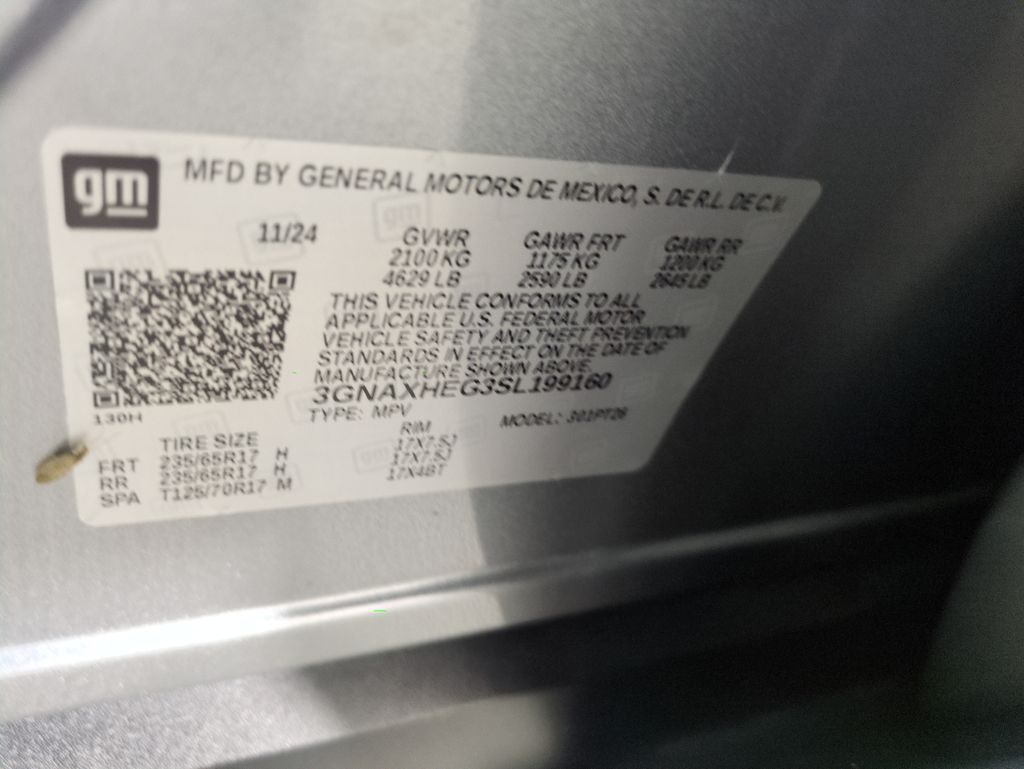 gm
MFD BY GENERAL MOTORS DE MEXICO, S. DE R.L. DE C.V.
11/24 GVWR GAWR FRT GAWR RR
2100 KG 1175 KG 1200 KG
4629 LB 2590 LB 2645 LB
THIS VEHICLE CONFORMS TO ALL
APPLICABLE U.S. FEDERAL MOTOR
VEHICLE SAFETY AND THEFT PREVENTION
STANDARDS IN EFFECT ON THE DATE OF
MANUFACTURE SHOWN ABOVE.
3GNAXHEG3SL199160
130H
TYPE: MPV MODEL: 301PT26
TIRE SIZE RIM
FRT 235/65R17 H 17X7.5J
RR 235/65R17 H 17X7.5J
SPA T125/70R17 M 17X4BT